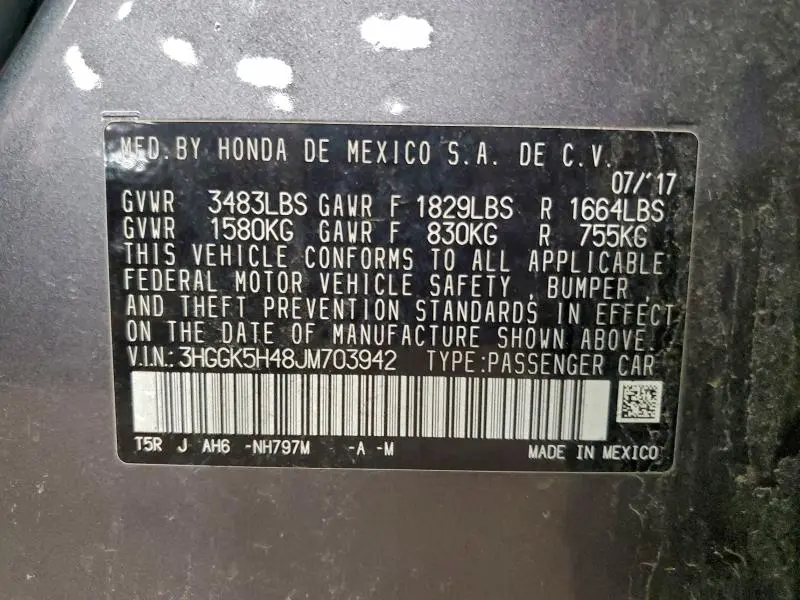 MFD. BY HONDA DE MEXICO S.A. DE C.V.
07/'17
GVWR 3483LBS GAWR F 1829LBS R 1664LBS
GVWR 1580KG GAWR F 830KG R 755KG
THIS VEHICLE CONFORMS TO ALL APPLICABLE
FEDERAL MOTOR VEHICLE SAFETY, BUMPER,
AND THEFT PREVENTION STANDARDS IN EFFECT
ON THE DATE OF MANUFACTURE SHOWN ABOVE.
V.I.N.: 3HGGK5H48JM703942 TYPE: PASSENGER CAR
T5R J AH6 -NH797M -A -M MADE IN MEXICO